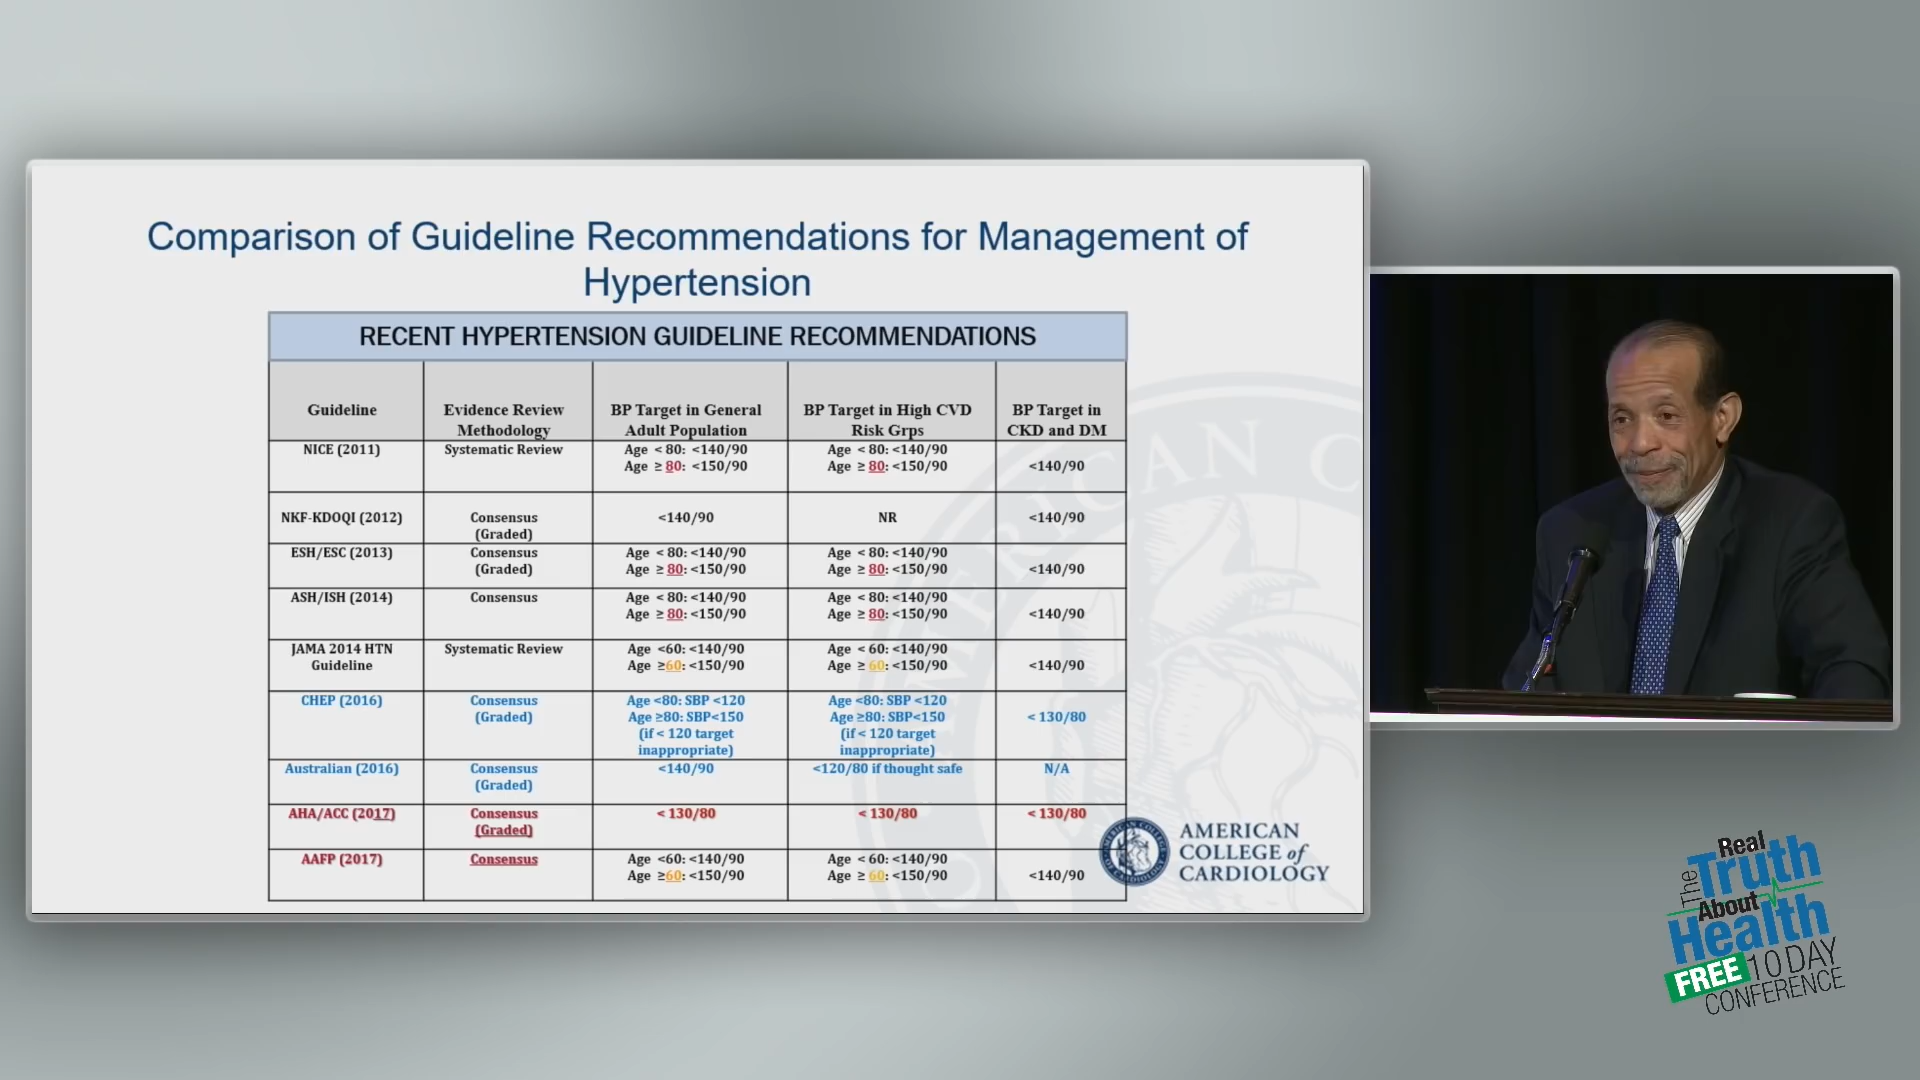 Comparison of Guideline Recommendations for Management of
Hypertension
RECENT HYPERTENSION GUIDELINE RECOMMENDATIONS
Guideline
Evidence Review
Methodology
BP Target in General
Adult Population
BP Target in High CVD
Risk Grps
BP Target in
CKD and DM
NICE (2011)
Systematic Review
Age < 80: <140/90
Age ≥ 80: <150/90
Age < 80: <140/90
Age ≥ 80: <150/90
<140/90
NKF-KDOQI (2012)
Consensus
(Graded)
<140/90
NR
<140/90
ESH/ESC (2013)
Consensus
(Graded)
Age < 80: <140/90
Age ≥ 80: <150/90
Age < 80: <140/90
Age ≥ 80: <150/90
<140/90
ASH/ISH (2014)
Consensus
Age < 80: <140/90
Age ≥ 80: <150/90
Age < 80: <140/90
Age ≥ 80: <150/90
<140/90
JAMA 2014 HTN
Guideline
Systematic Review
Age <60: <140/90
Age ≥60: <150/90
Age < 60: <140/90
Age ≥ 60: <150/90
<140/90
CHEP (2016)
Consensus
(Graded)
Age <80: SBP <120
Age ≥80: SBP<150
(if < 120 target
inappropriate)
Age <80: SBP <120
Age ≥80: SBP<150
(if < 120 target
inappropriate)
< 130/80
Australian (2016)
Consensus
(Graded)
<140/90
<120/80 if thought safe
N/A
AHA/ACC (2017)
Consensus
(Graded)
< 130/80
< 130/80
< 130/80
AAFP (2017)
Consensus
Age <60: <140/90
Age ≥60: <150/90
Age < 60: <140/90
Age ≥ 60: <150/90
<140/90
AMERICAN
COLLEGE of
CARDIOLOGY
The Real
Truth
About
Health
FREE 10 DAY
CONFERENCE